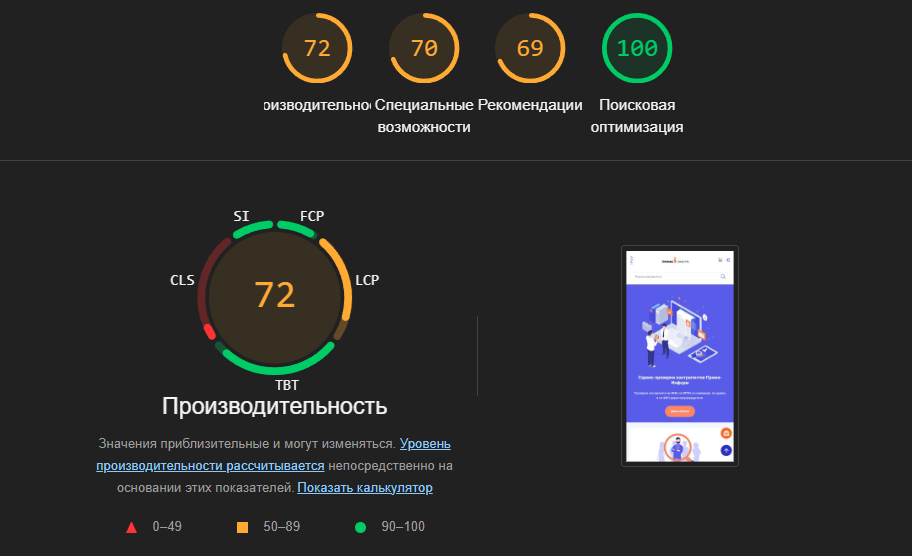 72
70
69
100
оизводительнос
Специальные
возможности
Рекомендации
Поисковая
оптимизация
SI
FCP
CLS
LCP
72
TBT
Производительность
Значения приблизительные и могут изменяться. Уровень
производительности рассчитывается непосредственно на
основании этих показателей. Показать калькулятор
0–49
50–89
90–100
Сервис проверки контрагентов Прима-
Информ